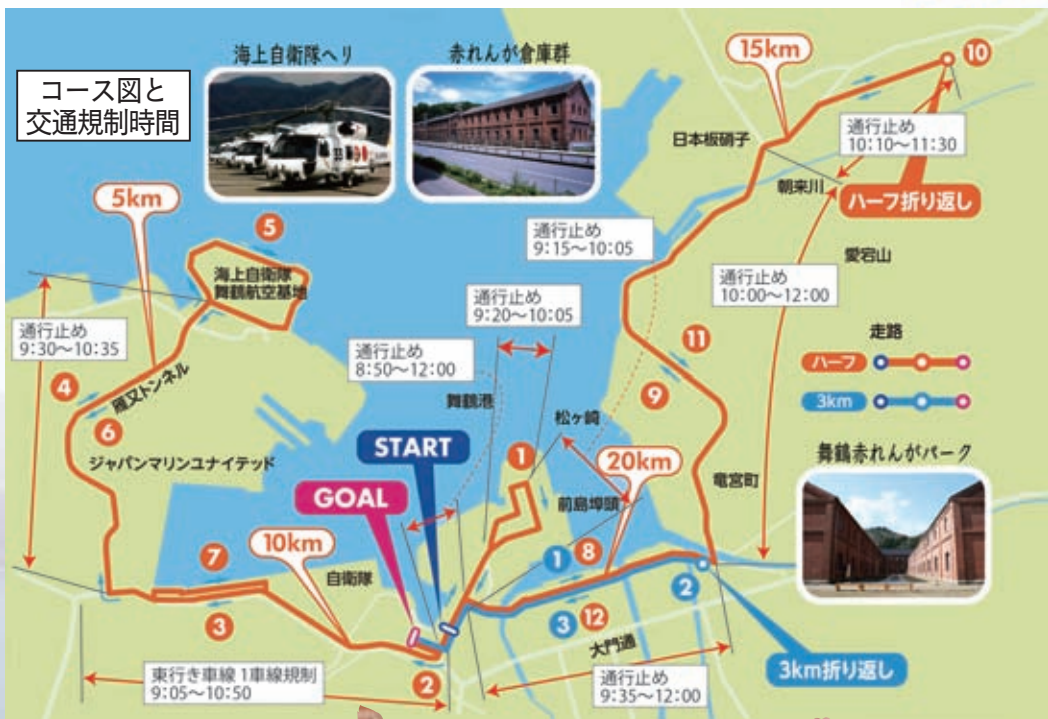 コース図と
交通規制時間
海上自衛隊ヘリ
赤れんが倉庫群
15km
10
日本板硝子
通行止め
10:10〜11:30
朝来川
ハーフ折り返し
5km
5
海上自衛隊
舞鶴航空基地
通行止め
9:15〜10:05
愛宕山
通行止め
10:00〜12:00
通行止め
9:20〜10:05
通行止め
9:30〜10:35
通行止め
8:50〜12:00
走路
ハーフ
3km
11
4
雁又トンネル
6
舞鶴港
9
松ヶ崎
ジャパンマリンユナイテッド
START
1
20km
竜宮町
舞鶴赤れんがパーク
GOAL
前島埠頭
10km
7
自衛隊
1
8
2
3
3
12
大門通
3km折り返し
2
東行き車線 1車線規制
9:05〜10:50
通行止め
9:35〜12:00